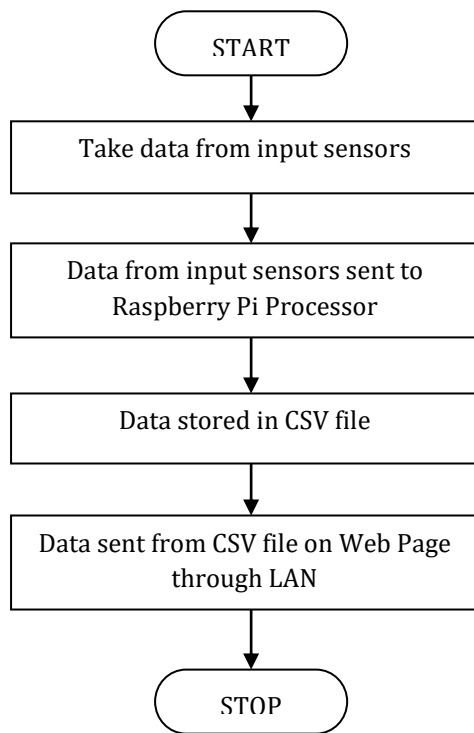 START
Take data from input sensors
Data from input sensors sent to
Raspberry Pi Processor
Data stored in CSV file
Data sent from CSV file on Web Page
through LAN
STOP